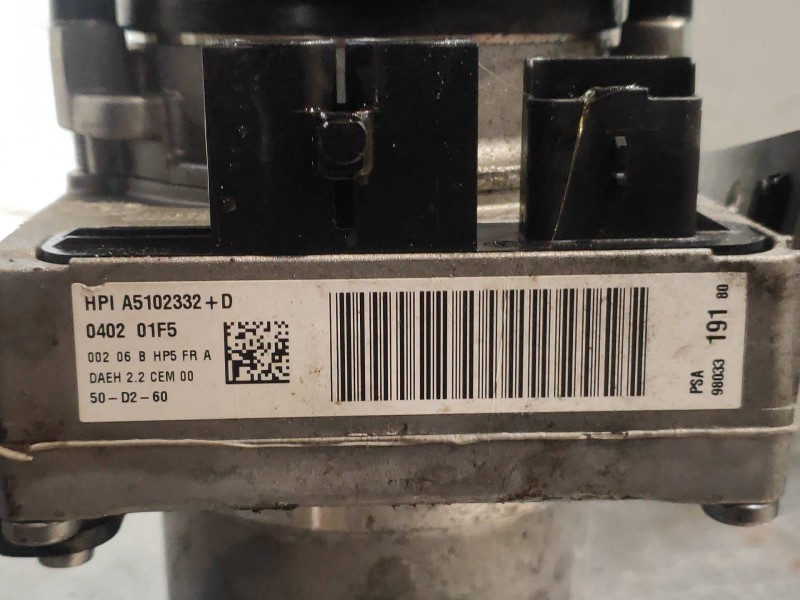 HPI A5102332+D
0402 01F5
002 06 B HP5 FR A
DAEH 2.2 CEM 00
50-D2-60
PSA
98033 191 80